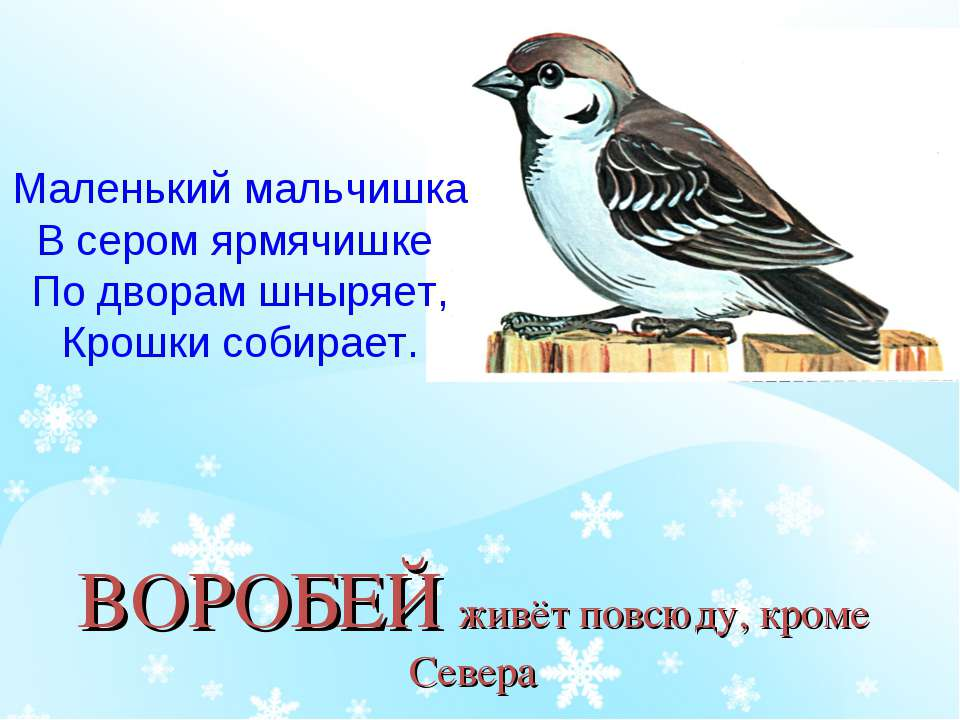 Маленький мальчишка
В сером ярмячишке
По дворам шныряет,
Крошки собирает.
ВОРОБЕЙ живёт повсюду, кроме
Севера